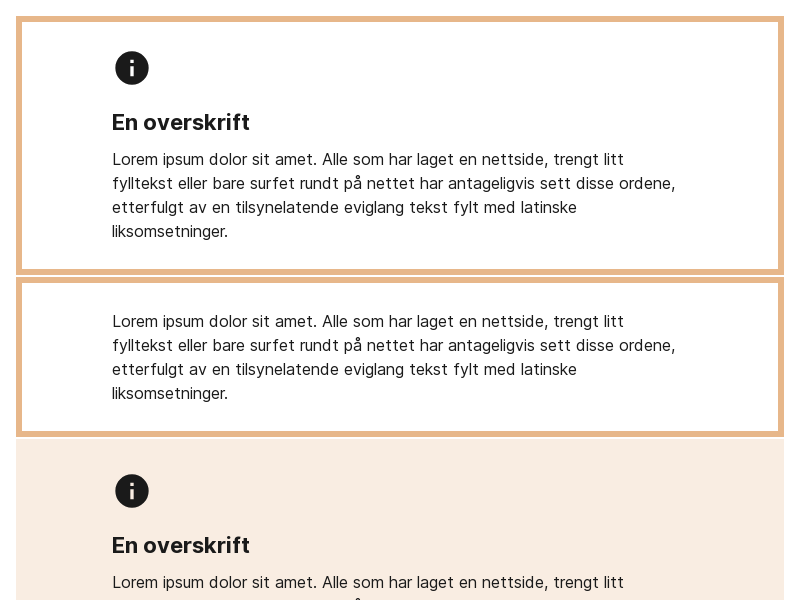 En overskrift
Lorem ipsum dolor sit amet. Alle som har laget en nettside, trengt litt
fylltekst eller bare surfet rundt på nettet har antageligvis sett disse ordene,
etterfulgt av en tilsynelatende eviglang tekst fylt med latinske
liksomsetninger.
Lorem ipsum dolor sit amet. Alle som har laget en nettside, trengt litt
fylltekst eller bare surfet rundt på nettet har antageligvis sett disse ordene,
etterfulgt av en tilsynelatende eviglang tekst fylt med latinske
liksomsetninger.
En overskrift
Lorem ipsum dolor sit amet. Alle som har laget en nettside, trengt litt